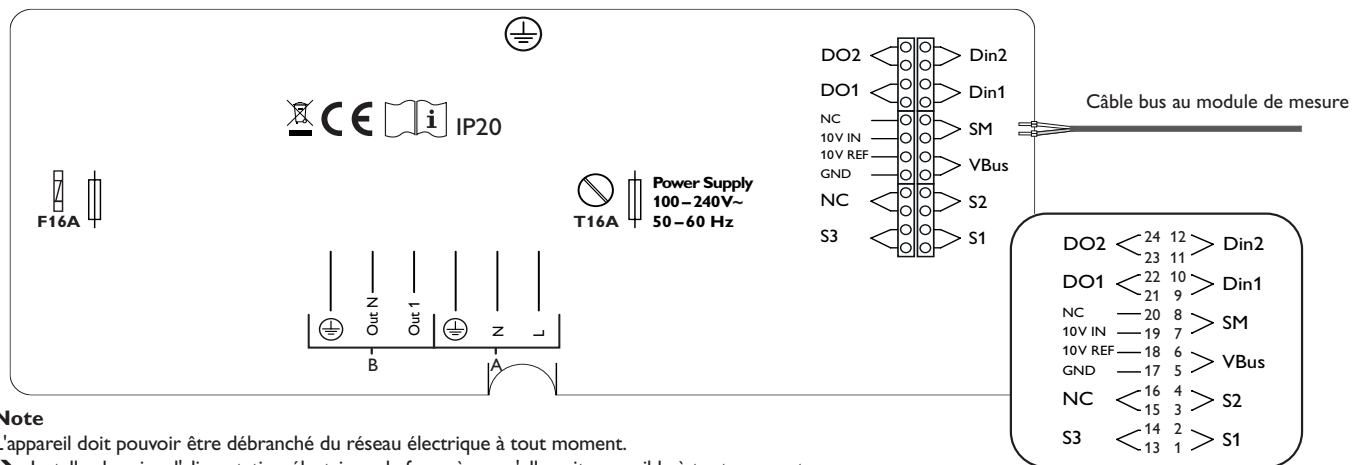 DO2 Din2
DO1 Din1
NC SM
10V IN
10V REF VBus
GND
NC S2
S3 S1
Câble bus au module de mesure
CE i IP20
F16A
T16A
Power Supply
100–240V~
50–60 Hz
Out N
Out 1
N
L
B
A
DO2 24 12 Din2
23 11
DO1 22 10 Din1
21 9
NC 20 8 SM
10V IN 19 7
10V REF 18 6 VBus
GND 17 5
NC 16 4 S2
15 3
S3 14 2 S1
13 1
Note
L'appareil doit pouvoir être débranché du réseau électrique à tout moment.